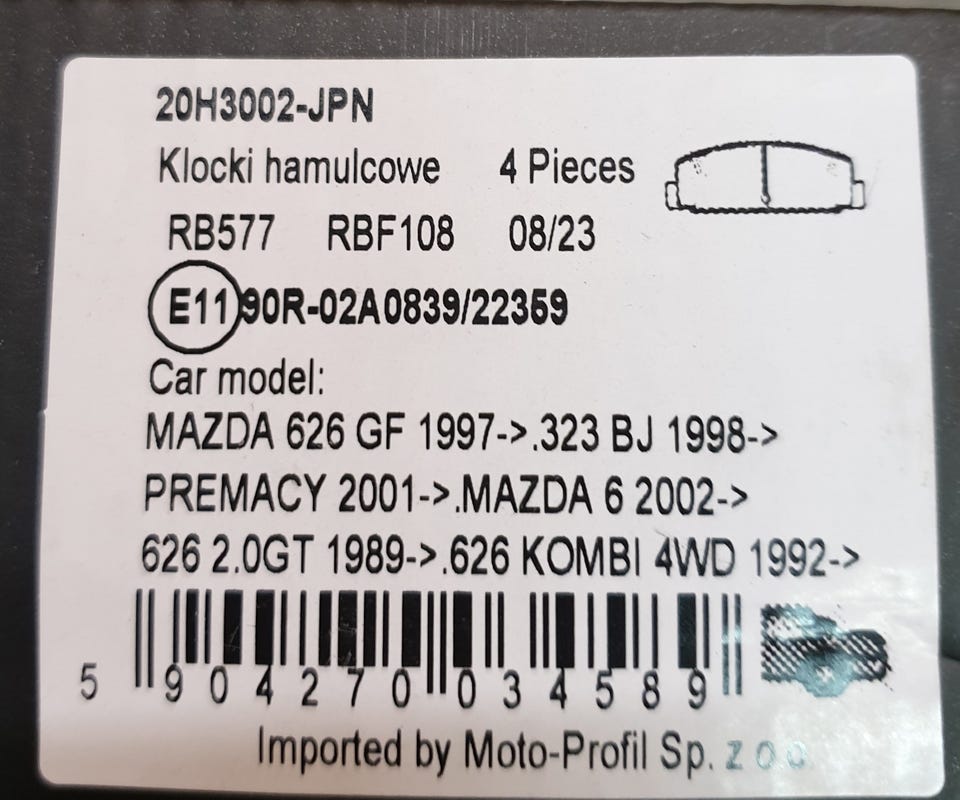 20H3002-JPN
Klocki hamulcowe 4 Pieces
RB577 RBF108 08/23
E11 90R-02A0839/22359
Car model:
MAZDA 626 GF 1997->.323 BJ 1998->
PREMACY 2001->.MAZDA 6 2002->
626 2.0GT 1989->.626 KOMBI 4WD 1992->
5 904270 034589
Imported by Moto-Profil Sp. z o o